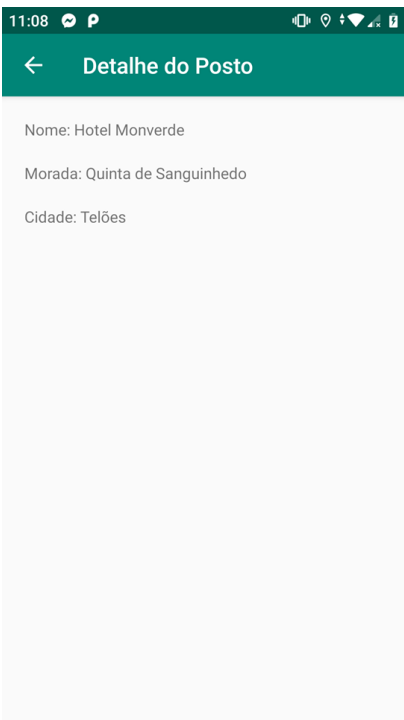 11:08
Detalhe do Posto
Nome: Hotel Monverde
Morada: Quinta de Sanguinhedo
Cidade: Telões